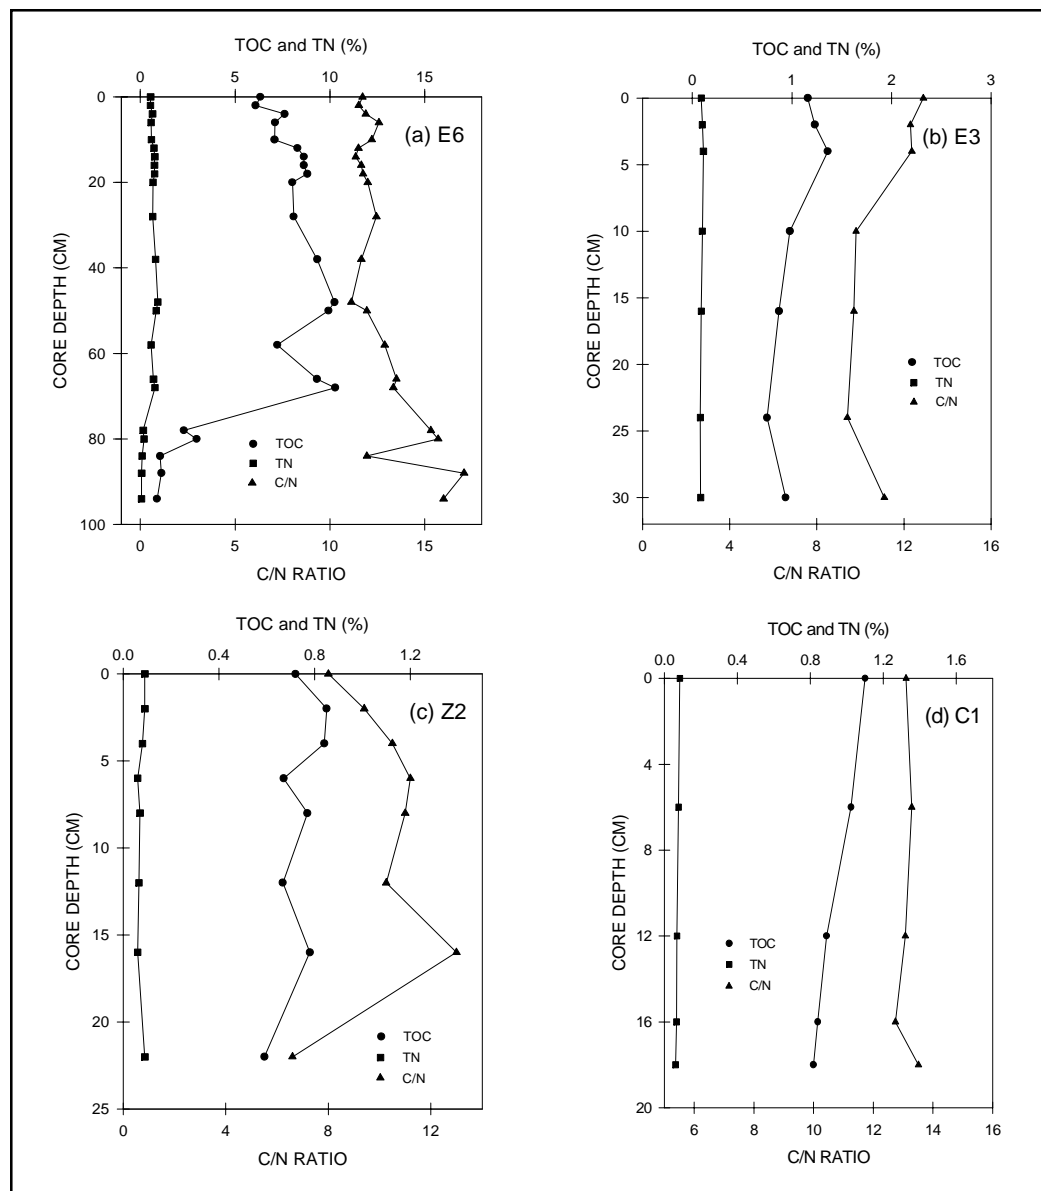 TOC and TN (%)
0 5 10 15
0
20
40
60
80
100
CORE DEPTH (CM)
(a) E6
TOC
TN
C/N
0 5 10 15
C/N RATIO
TOC and TN (%)
0 1 2 3
0
5
10
15
20
25
30
CORE DEPTH (CM)
(b) E3
TOC
TN
C/N
0 4 8 12 16
C/N RATIO
TOC and TN (%)
0.0 0.4 0.8 1.2
0
5
10
15
20
25
CORE DEPTH (CM)
(c) Z2
TOC
TN
C/N
0 4 8 12
C/N RATIO
TOC and TN (%)
0.0 0.4 0.8 1.2 1.6
0
4
8
12
16
20
CORE DEPTH (CM)
(d) C1
TOC
TN
C/N
6 8 10 12 14 16
C/N RATIO